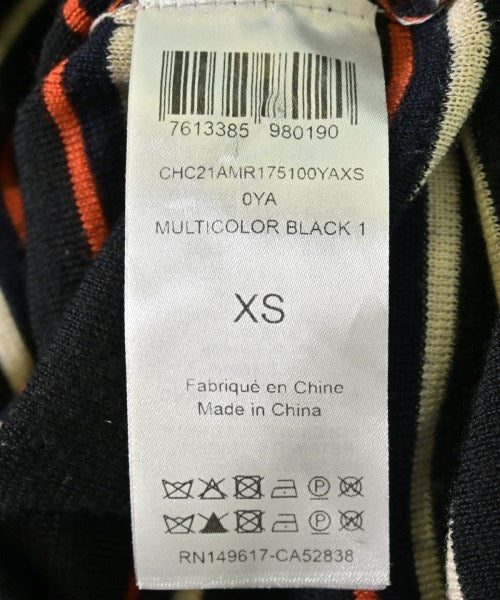 7613385 980190
CHC21AMR175100YAXS
0YA
MULTICOLOR BLACK 1
XS
Fabriqué en Chine
Made in China
RN149617-CA52838